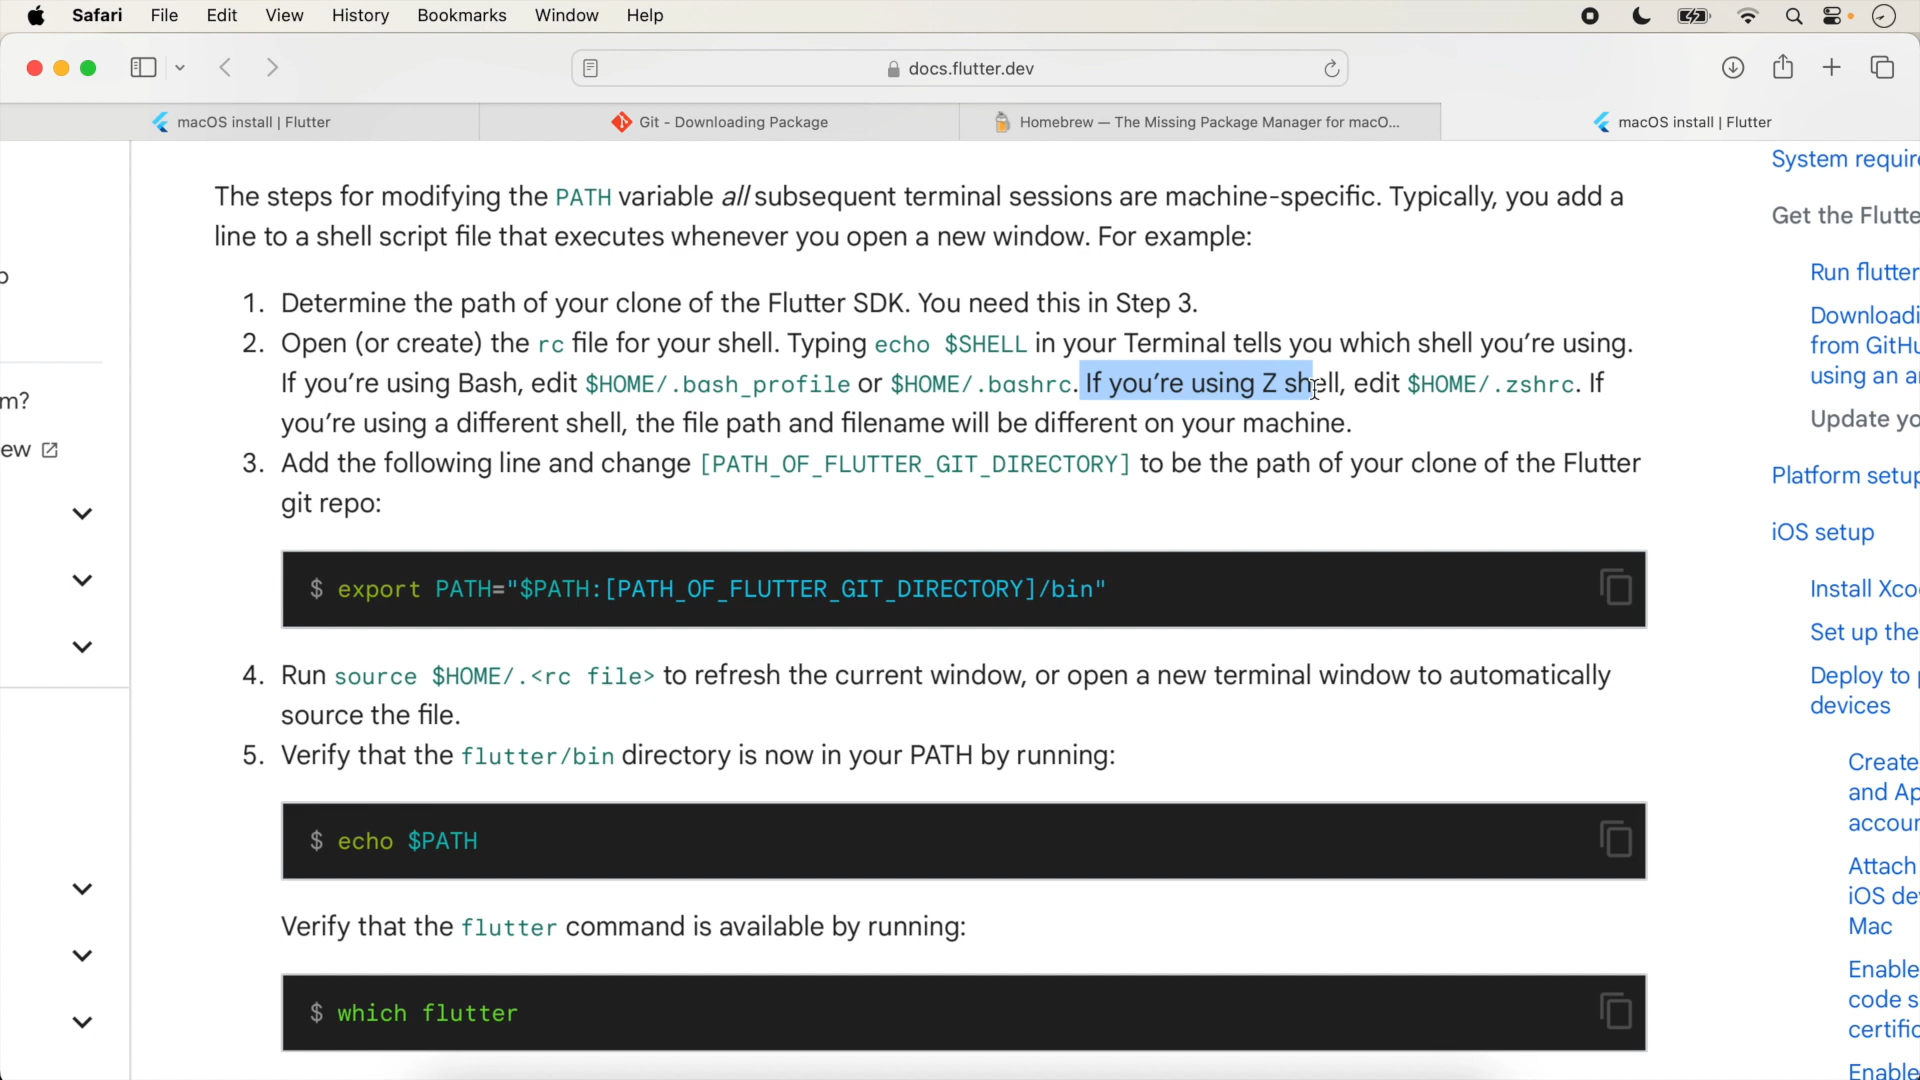 Safari File Edit View History Bookmarks Window Help
docs.flutter.dev
macOS install | Flutter
Git - Downloading Package
Homebrew — The Missing Package Manager for macO...
macOS install | Flutter
The steps for modifying the PATH variable all subsequent terminal sessions are machine-specific. Typically, you add a
line to a shell script file that executes whenever you open a new window. For example:
1. Determine the path of your clone of the Flutter SDK. You need this in Step 3.
2. Open (or create) the rc file for your shell. Typing echo $SHELL in your Terminal tells you which shell you’re using.
If you’re using Bash, edit $HOME/.bash_profile or $HOME/.bashrc. If you’re using Z shell, edit $HOME/.zshrc. If
you’re using a different shell, the file path and filename will be different on your machine.
3. Add the following line and change [PATH_OF_FLUTTER_GIT_DIRECTORY] to be the path of your clone of the Flutter
git repo:
$ export PATH="$PATH:[PATH_OF_FLUTTER_GIT_DIRECTORY]/bin"
4. Run source $HOME/.<rc file> to refresh the current window, or open a new terminal window to automatically
source the file.
5. Verify that the flutter/bin directory is now in your PATH by running:
$ echo $PATH
Verify that the flutter command is available by running:
$ which flutter
m?
ew
System require
Get the Flutte
Run flutter
Downloadi
from GitHu
using an a
Update yo
Platform setup
iOS setup
Install Xco
Set up the
Deploy to
devices
Create
and Ap
accour
Attach
iOS de
Mac
Enable
code s
certific
Enable